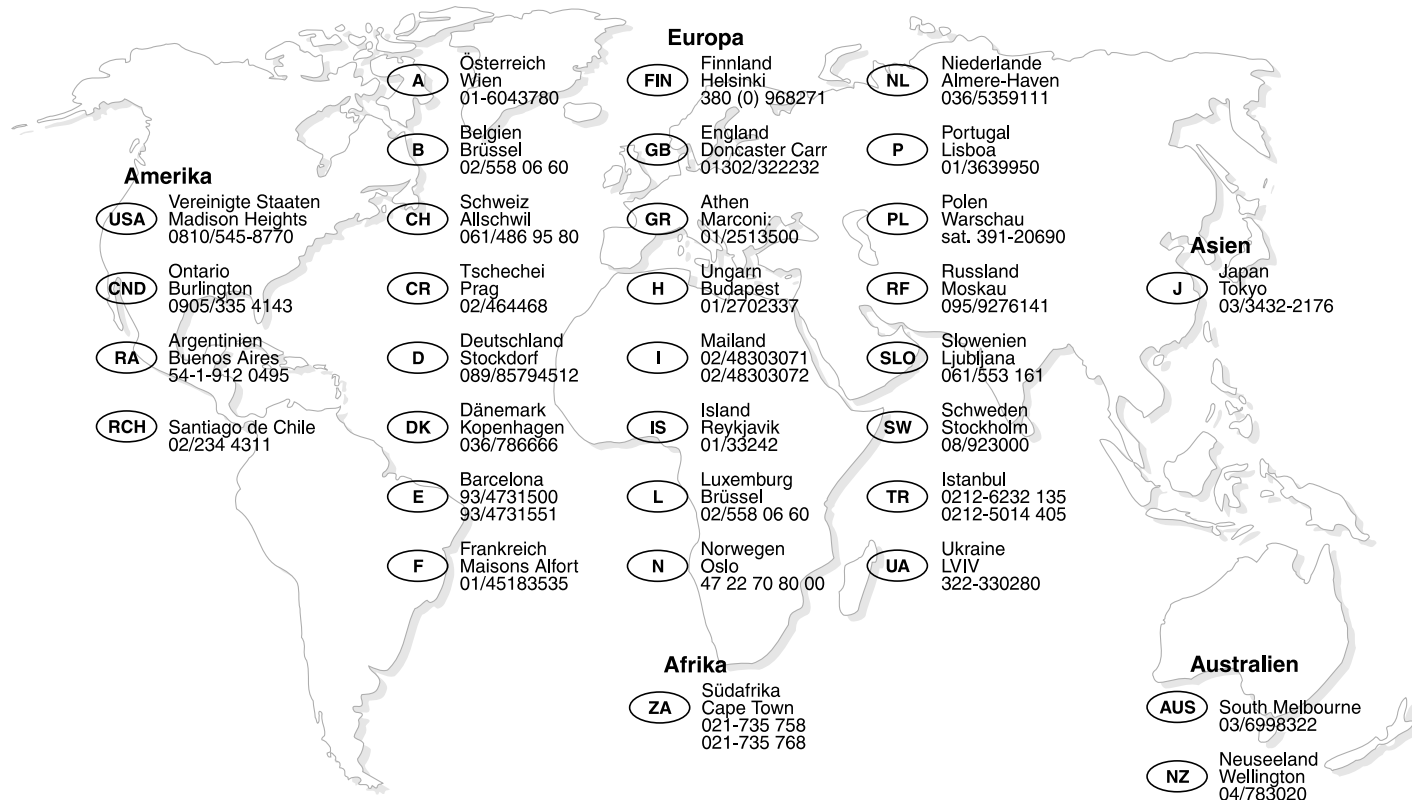 Europa
A
Österreich
Wien
01-6043780
B
Belgien
Brüssel
02/558 06 60
CH
Schweiz
Allschwil
061/486 95 80
CR
Tschechei
Prag
02/464468
D
Deutschland
Stockdorf
089/85794512
DK
Dänemark
Kopenhagen
036/786666
E
Barcelona
93/4731500
93/4731551
F
Frankreich
Maisons Alfort
01/45183535
FIN
Finnland
Helsinki
380 (0) 968271
GB
England
Doncaster Carr
01302/322232
GR
Athen
Marconi:
01/2513500
H
Ungarn
Budapest
01/2702337
I
Mailand
02/48303071
02/48303072
IS
Island
Reykjavik
01/33242
L
Luxemburg
Brüssel
02/558 06 60
N
Norwegen
Oslo
47 22 70 80 00
NL
Niederlande
Almere-Haven
036/5359111
P
Portugal
Lisboa
01/3639950
PL
Polen
Warschau
sat. 391-20690
RF
Russland
Moskau
095/9276141
SLO
Slowenien
Ljubljana
061/553 161
SW
Schweden
Stockholm
08/923000
TR
Istanbul
0212-6232 135
0212-5014 405
UA
Ukraine
LVIV
322-330280
Amerika
USA
Vereinigte Staaten
Madison Heights
0810/545-8770
CND
Ontario
Burlington
0905/335 4143
RA
Argentinien
Buenos Aires
54-1-912 0495
RCH
Santiago de Chile
02/234 4311
Asien
J
Japan
Tokyo
03/3432-2176
Afrika
ZA
Südafrika
Cape Town
021-735 758
021-735 768
Australien
AUS
South Melbourne
03/6998322
NZ
Neuseeland
Wellington
04/783020